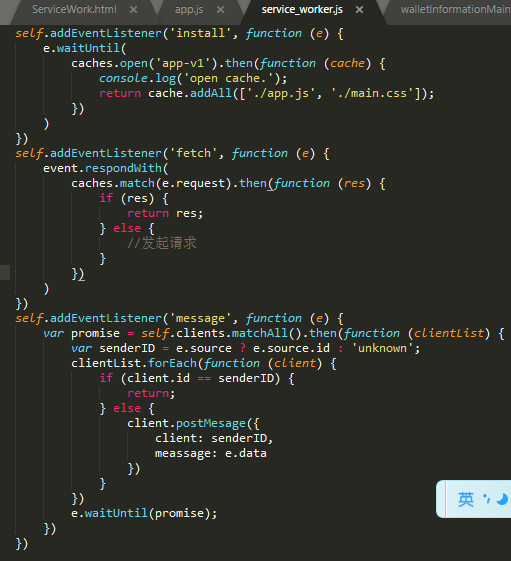 ServiceWork.html × app.js × service_worker.js × walletInformationMain
self.addEventListener('install', function (e) {
    e.waitUntil(
        caches.open('app-v1').then(function (cache) {
            console.log('open cache.');
            return cache.addAll(['./app.js', './main.css']);
        })
    )
})
self.addEventListener('fetch', function (e) {
    event.respondWith(
        caches.match(e.request).then(function (res) {
            if (res) {
                return res;
            } else {
                //发起请求
            }
        })
    )
})
self.addEventListener('message', function (e) {
    var promise = self.clients.matchAll().then(function (clientList) {
        var senderID = e.source ? e.source.id : 'unknown';
        clientList.forEach(function (client) {
            if (client.id == senderID) {
                return;
            } else {
                client.postMesage({
                    client: senderID,
                    meassage: e.data
                })
            }
        })
        e.waitUntil(promise);
    })
})
英